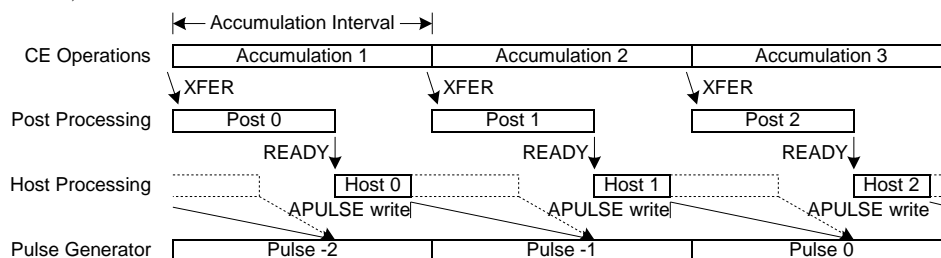 Accumulation Interval
CE Operations Accumulation 1 Accumulation 2 Accumulation 3
XFER XFER XFER
Post Processing Post 0 Post 1 Post 2
READY READY READY
Host Processing Host 0 Host 1 Host 2
APULSE write APULSE write APULSE write
Pulse Generator Pulse -2 Pulse -1 Pulse 0